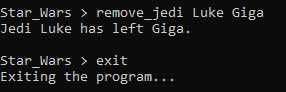 Star_Wars > remove_jedi Luke Giga
Jedi Luke has left Giga.
Star_Wars > exit
Exiting the program...